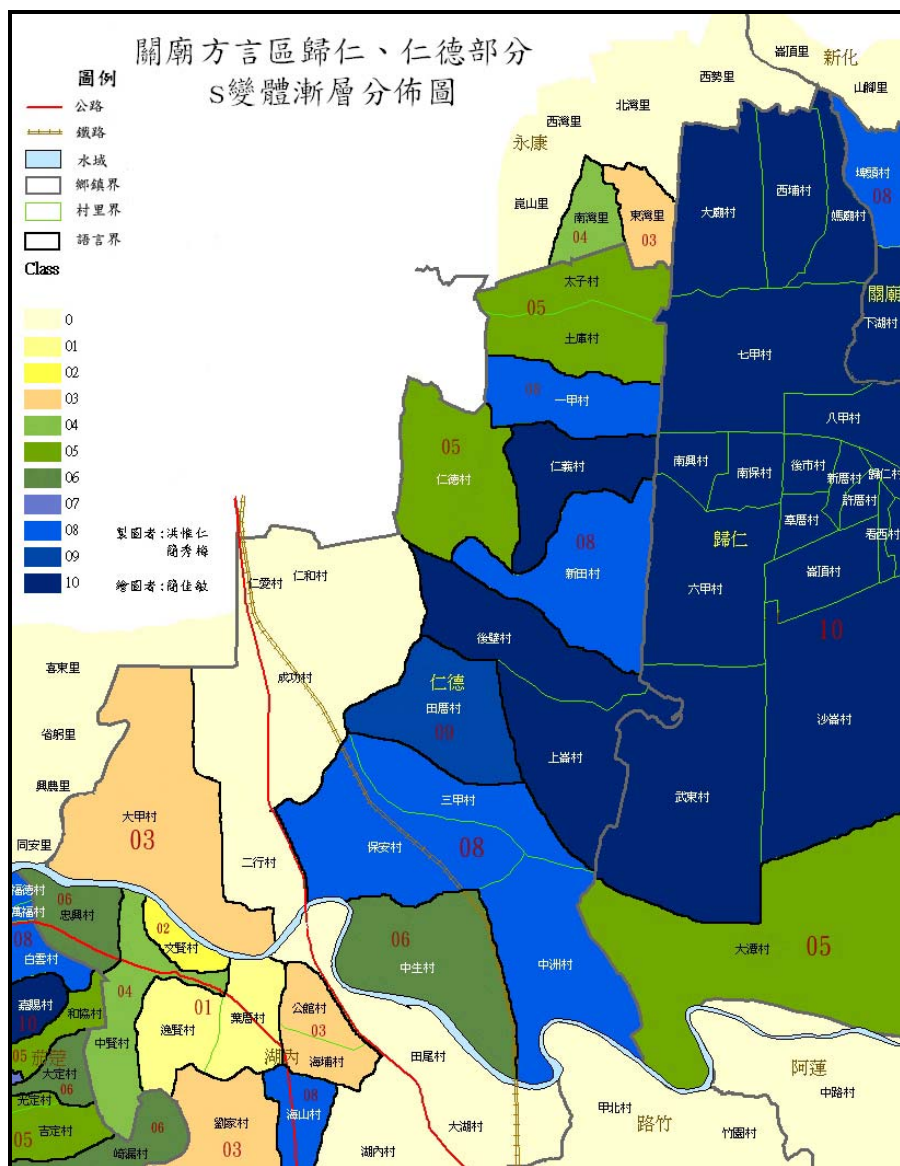 關廟方言區歸仁、仁德部分
S變體漸層分佈圖
圖例
公路
鐵路
水域
鄉鎮界
村里界
語言界
Class
0
01
02
03
04
05
06
07
08
09
10
製圖者:洪惟仁
簡秀梅
繪圖者:簡佳敏
崙頂里
新化
山腳里
西勢里
北灣里
西灣里
永康
崑山里
南灣里
04
東灣里
03
大廟村
西埔村
媽廟村
埤頭村
08
關廟
下湖村
太子村
05
土庫村
七甲村
08
一甲村
八甲村
05
仁德村
仁義村
南興村
南保村
後市村
新厝村
歸仁村
許厝村
辜厝村
看西村
08
新田村
歸仁
六甲村
崙頂村
10
仁愛村
仁和村
後壁村
成功村
仁德
田厝村
09
沙崙村
喜東里
省躬里
興農里
同安里
大甲村
03
上崙村
武東村
三甲村
保安村
08
二行村
大潭村
05
福德村
萬福村
06
忠興村
02
文賢村
06
中生村
中洲村
08
白雲村
嘉賜村
10
和協村
04
中賢村
01
漁賢村
葉厝村
公館村
03
海埔村
湖內
田尾村
阿蓮
中路村
05
茄萣
大定村
06
光定村
05
吉定村
崎漏村
06
劉家村
03
08
海山村
湖內村
大湖村
甲北村
路竹
竹園村